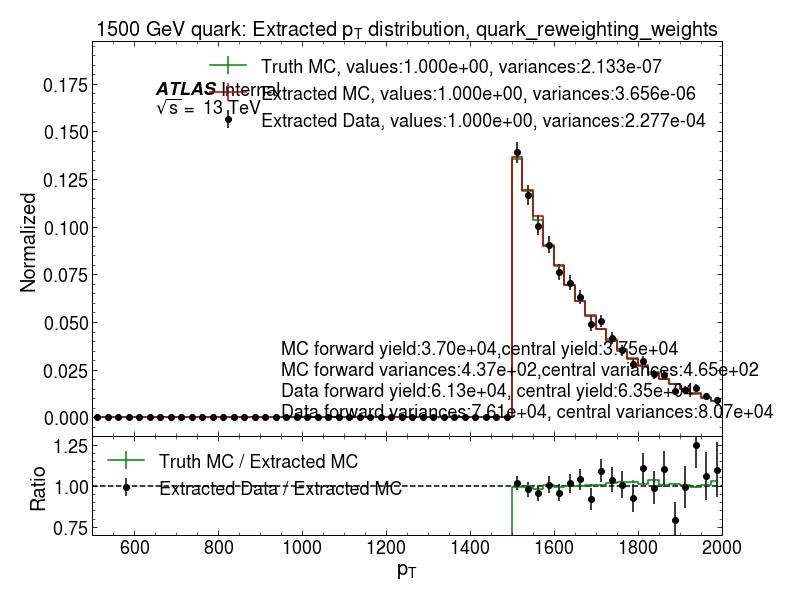 1500 GeV quark: Extracted pT distribution, quark_reweighting_weights
Truth MC, values:1.000e+00, variances:2.133e-07
ATLAS Internal
Extracted MC, values:1.000e+00, variances:3.656e-06
√s = 13 TeV
Extracted Data, values:1.000e+00, variances:2.277e-04
Normalized
0.175
0.150
0.125
0.100
0.075
0.050
0.025
0.000
MC forward yield:3.70e+04,central yield:3.75e+04
MC forward variances:4.37e+02,central variances:4.65e+02
Data forward yield:6.13e+04, central yield:6.35e+04
Data forward variances:7.61e+04, central variances:8.07e+04
Ratio
1.25
1.00
0.75
Truth MC / Extracted MC
Extracted Data / Extracted MC
600 800 1000 1200 1400 1600 1800 2000
pT